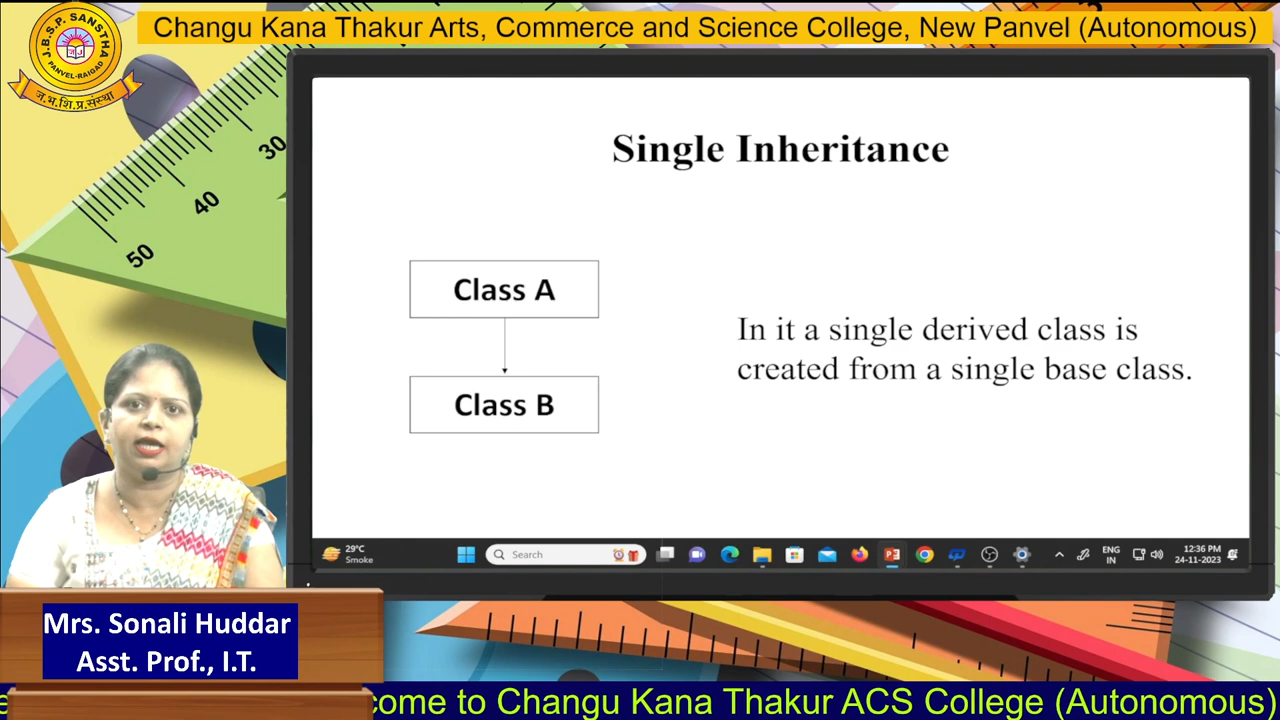 Changu Kana Thakur Arts, Commerce and Science College, New Panvel (Autonomous)
J.B.S.P. SANSTHA
PANVEL-RAIGAD
ज.भ.शि.प्र.संस्था
30
40
50
Single Inheritance
Class A
Class B
In it a single derived class is
created from a single base class.
29°C
Smoke
Search
ENG
IN
12:36 PM
24-11-2023
Mrs. Sonali Huddar
Asst. Prof., I.T.
come to Changu Kana Thakur ACS College (Autonomous)